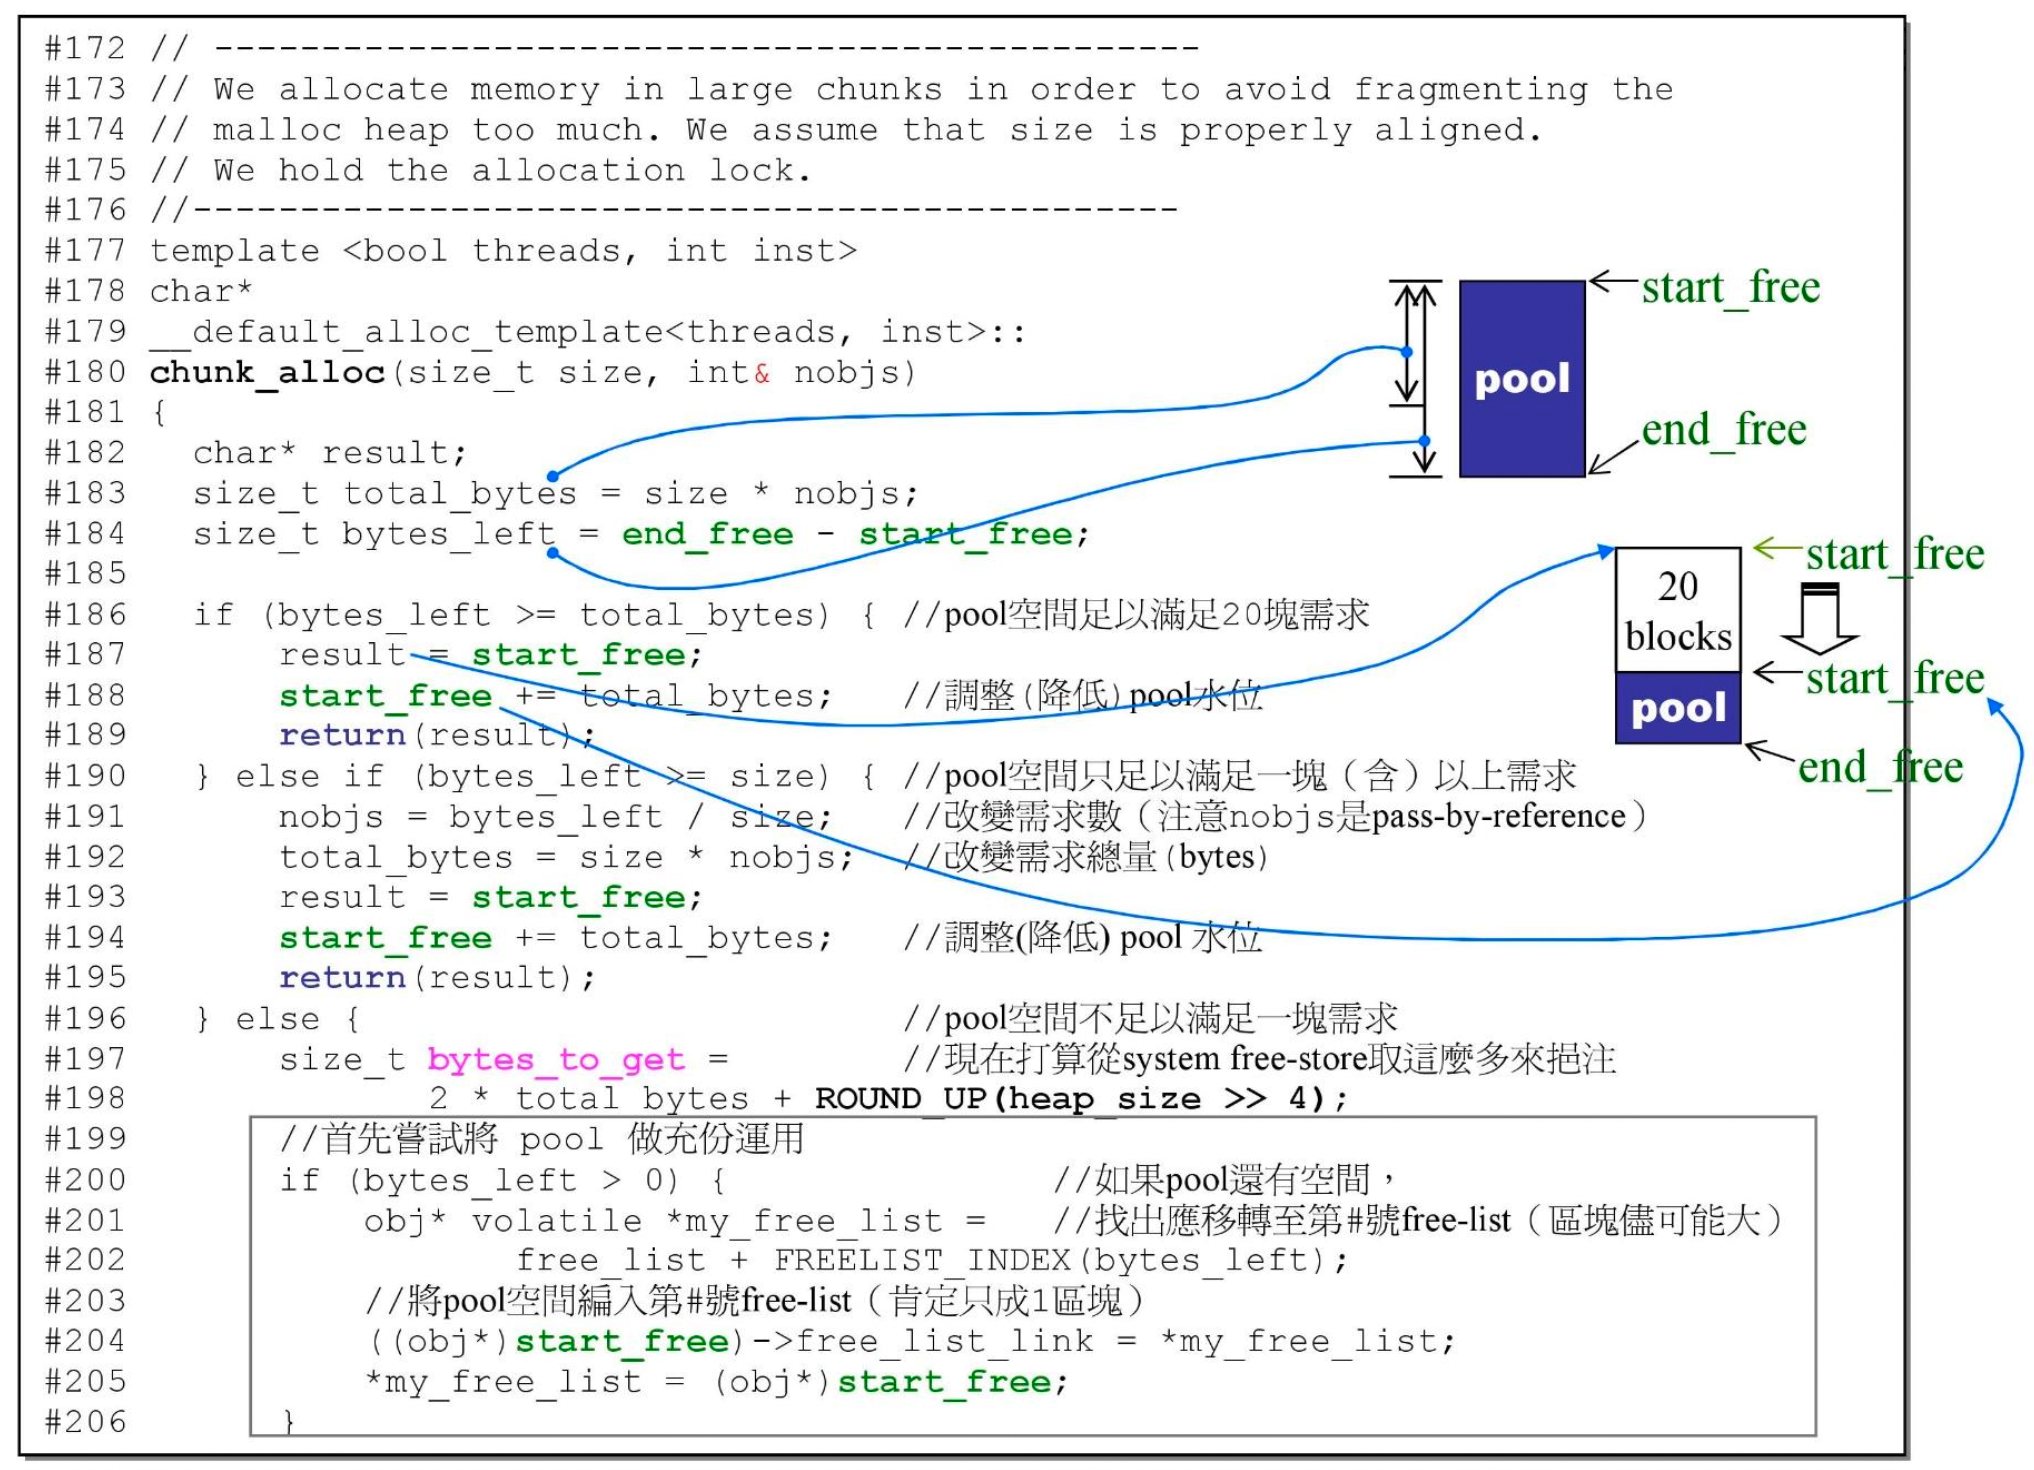 #172 // ----------------------------------------------
#173 // We allocate memory in large chunks in order to avoid fragmenting the
#174 // malloc heap too much. We assume that size is properly aligned.
#175 // We hold the allocation lock.
#176 //----------------------------------------------
#177 template <bool threads, int inst>
#178 char*
#179 __default_alloc_template<threads, inst>::
#180 chunk_alloc(size_t size, int& nobjs)
#181 {
#182   char* result;
#183   size_t total_bytes = size * nobjs;
#184   size_t bytes_left = end_free - start_free;
#185
#186   if (bytes_left >= total_bytes) { //pool空間足以滿足20塊需求
#187       result = start_free;
#188       start_free += total_bytes;   //調整(降低)pool水位
#189       return(result);
#190   } else if (bytes_left >= size) { //pool空間只足以滿足一塊（含）以上需求
#191       nobjs = bytes_left / size;   //改變需求數（注意nobjs是pass-by-reference）
#192       total_bytes = size * nobjs;  //改變需求總量(bytes)
#193       result = start_free;
#194       start_free += total_bytes;   //調整(降低) pool 水位
#195       return(result);
#196   } else {                         //pool空間不足以滿足一塊需求
#197       size_t bytes_to_get =        //現在打算從system free-store取這麼多來挹注
#198              2 * total_bytes + ROUND_UP(heap_size >> 4);
#199       //首先嘗試將 pool 做充份運用
#200       if (bytes_left > 0) {               //如果pool還有空間，
#201           obj* volatile *my_free_list =   //找出應移轉至第#號free-list（區塊儘可能大）
#202                  free_list + FREELIST_INDEX(bytes_left);
#203           //將pool空間編入第#號free-list（肯定只成1區塊）
#204           ((obj*)start_free)->free_list_link = *my_free_list;
#205           *my_free_list = (obj*)start_free;
#206       }
start_free
pool
end_free
start_free
20
blocks
start_free
pool
end_free